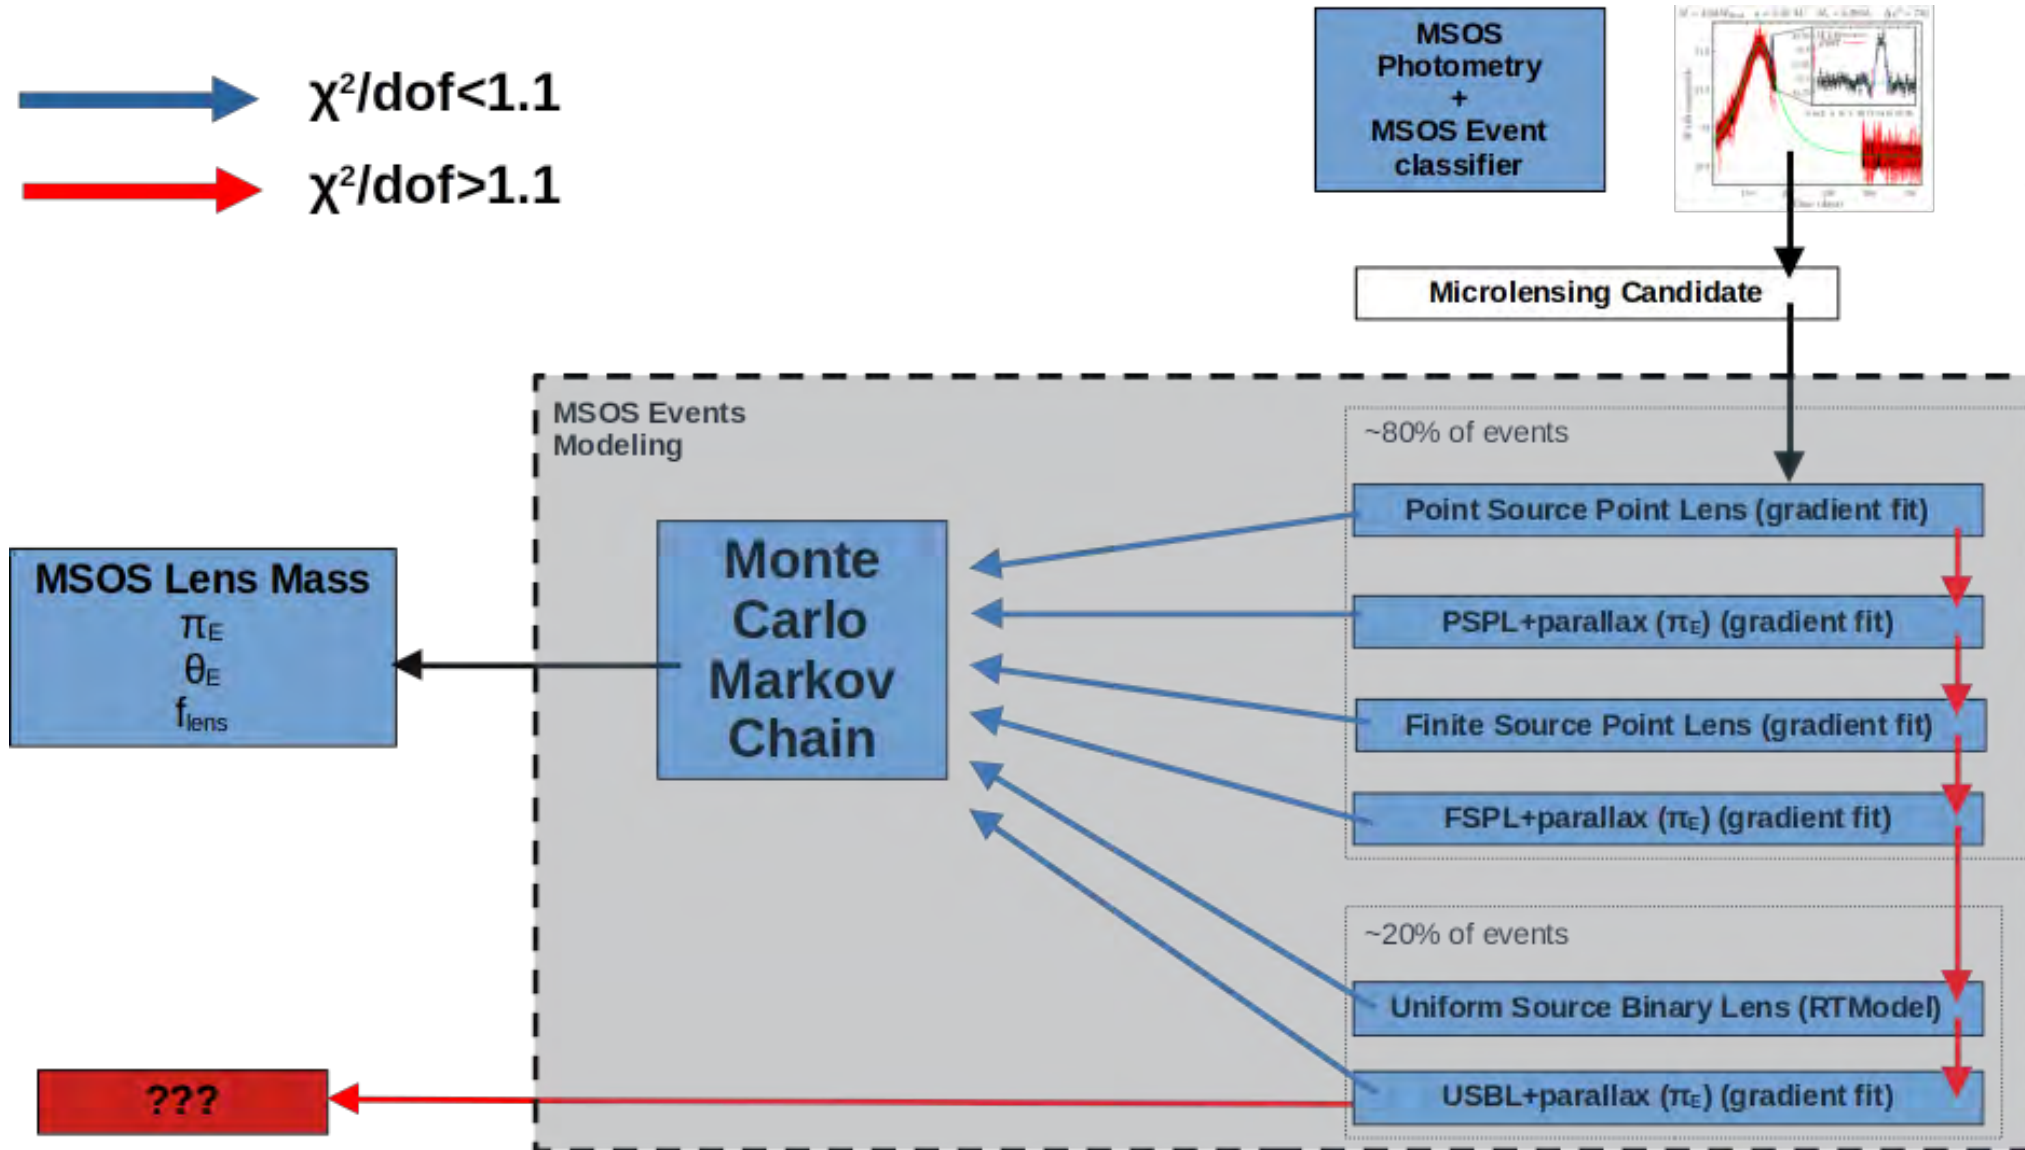 χ²/dof<1.1
χ²/dof>1.1
MSOS
Photometry
+
MSOS Event
classifier
Microlensing Candidate
MSOS Events
Modeling
~80% of events
Point Source Point Lens (gradient fit)
PSPL+parallax (πE) (gradient fit)
Finite Source Point Lens (gradient fit)
FSPL+parallax (πE) (gradient fit)
~20% of events
Uniform Source Binary Lens (RTModel)
USBL+parallax (πE) (gradient fit)
Monte
Carlo
Markov
Chain
MSOS Lens Mass
πE
θE
flens
???